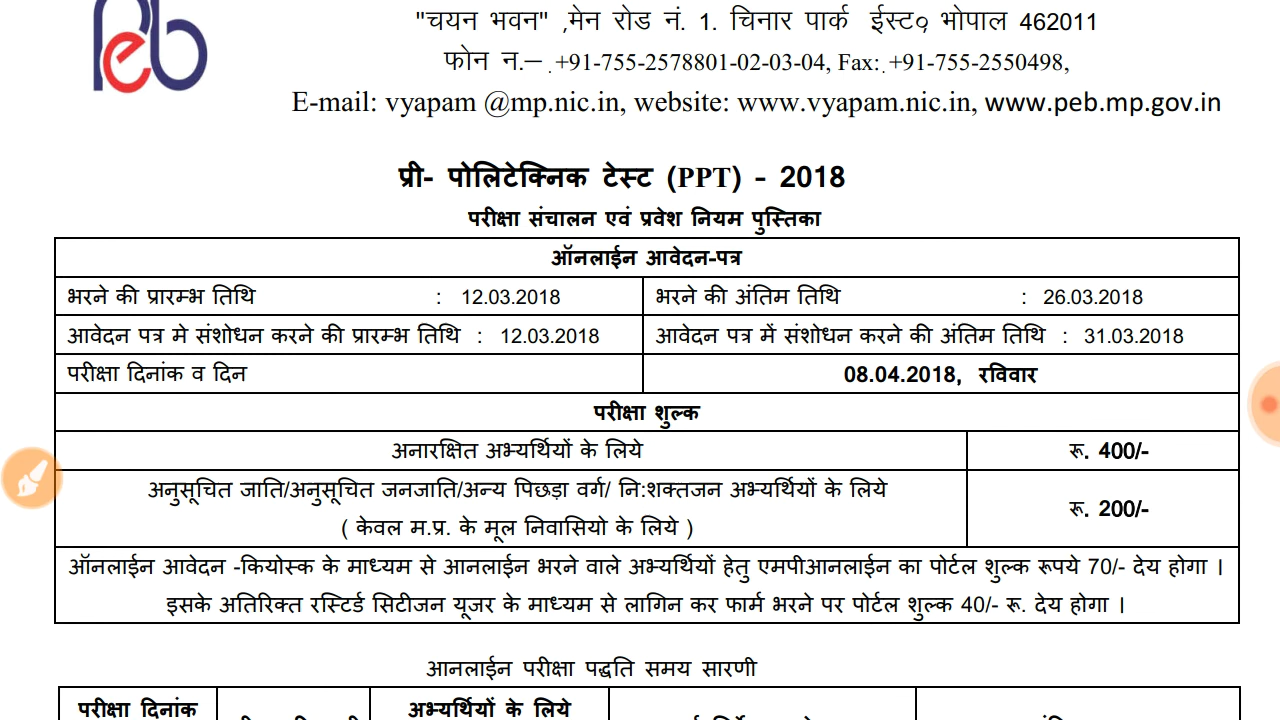 Peb
"चयन भवन" ,मेन रोड नं. 1. चिनार पार्क ईस्ट०़ भोपाल 462011
फोन न.— .+91-755-2578801-02-03-04, Fax:.+91-755-2550498,
E-mail: vyapam @mp.nic.in, website: www.vyapam.nic.in, www.peb.mp.gov.in
प्री- पोलिटेक्निक टेस्ट (PPT) - 2018
परीक्षा संचालन एवं प्रवेश नियम पुस्तिका
ऑनलाईन आवेदन-पत्र
भरने की प्रारम्भ तिथि : 12.03.2018 भरने की अंतिम तिथि : 26.03.2018
आवेदन पत्र मे संशोधन करने की प्रारम्भ तिथि : 12.03.2018 आवेदन पत्र में संशोधन करने की अंतिम तिथि : 31.03.2018
परीक्षा दिनांक व दिन 08.04.2018, रविवार
परीक्षा शुल्क
अनारक्षित अभ्यर्थियों के लिये रू. 400/-
अनुसूचित जाति/अनुसूचित जनजाति/अन्य पिछड़ा वर्ग/ नि:शक्तजन अभ्यर्थियों के लिये रू. 200/-
( केवल म.प्र. के मूल निवासियो के लिये )
ऑनलाईन आवेदन -कियोस्क के माध्यम से आनलाईन भरने वाले अभ्यर्थियों हेतु एमपीआनलाईन का पोर्टल शुल्क रूपये 70/- देय होगा ।
इसके अतिरिक्त रस्टिर्ड सिटीजन यूजर के माध्यम से लागिन कर फार्म भरने पर पोर्टल शुल्क 40/- रू. देय होगा ।
आनलाईन परीक्षा पद्धति समय सारणी
परीक्षा दिनांक अभ्यर्थियों के लिये